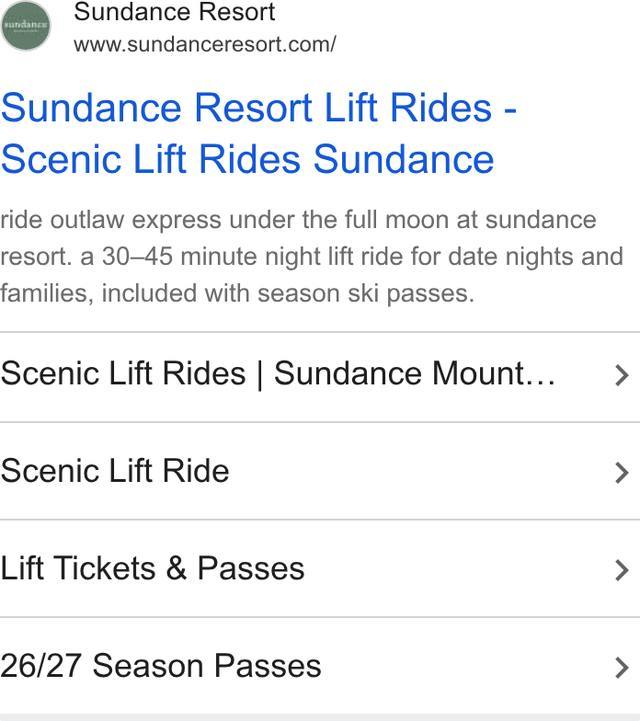 sundance
Sundance Resort
www.sundanceresort.com/
Sundance Resort Lift Rides -
Scenic Lift Rides Sundance
ride outlaw express under the full moon at sundance
resort. a 30–45 minute night lift ride for date nights and
families, included with season ski passes.
Scenic Lift Rides | Sundance Mount…
Scenic Lift Ride
Lift Tickets & Passes
26/27 Season Passes